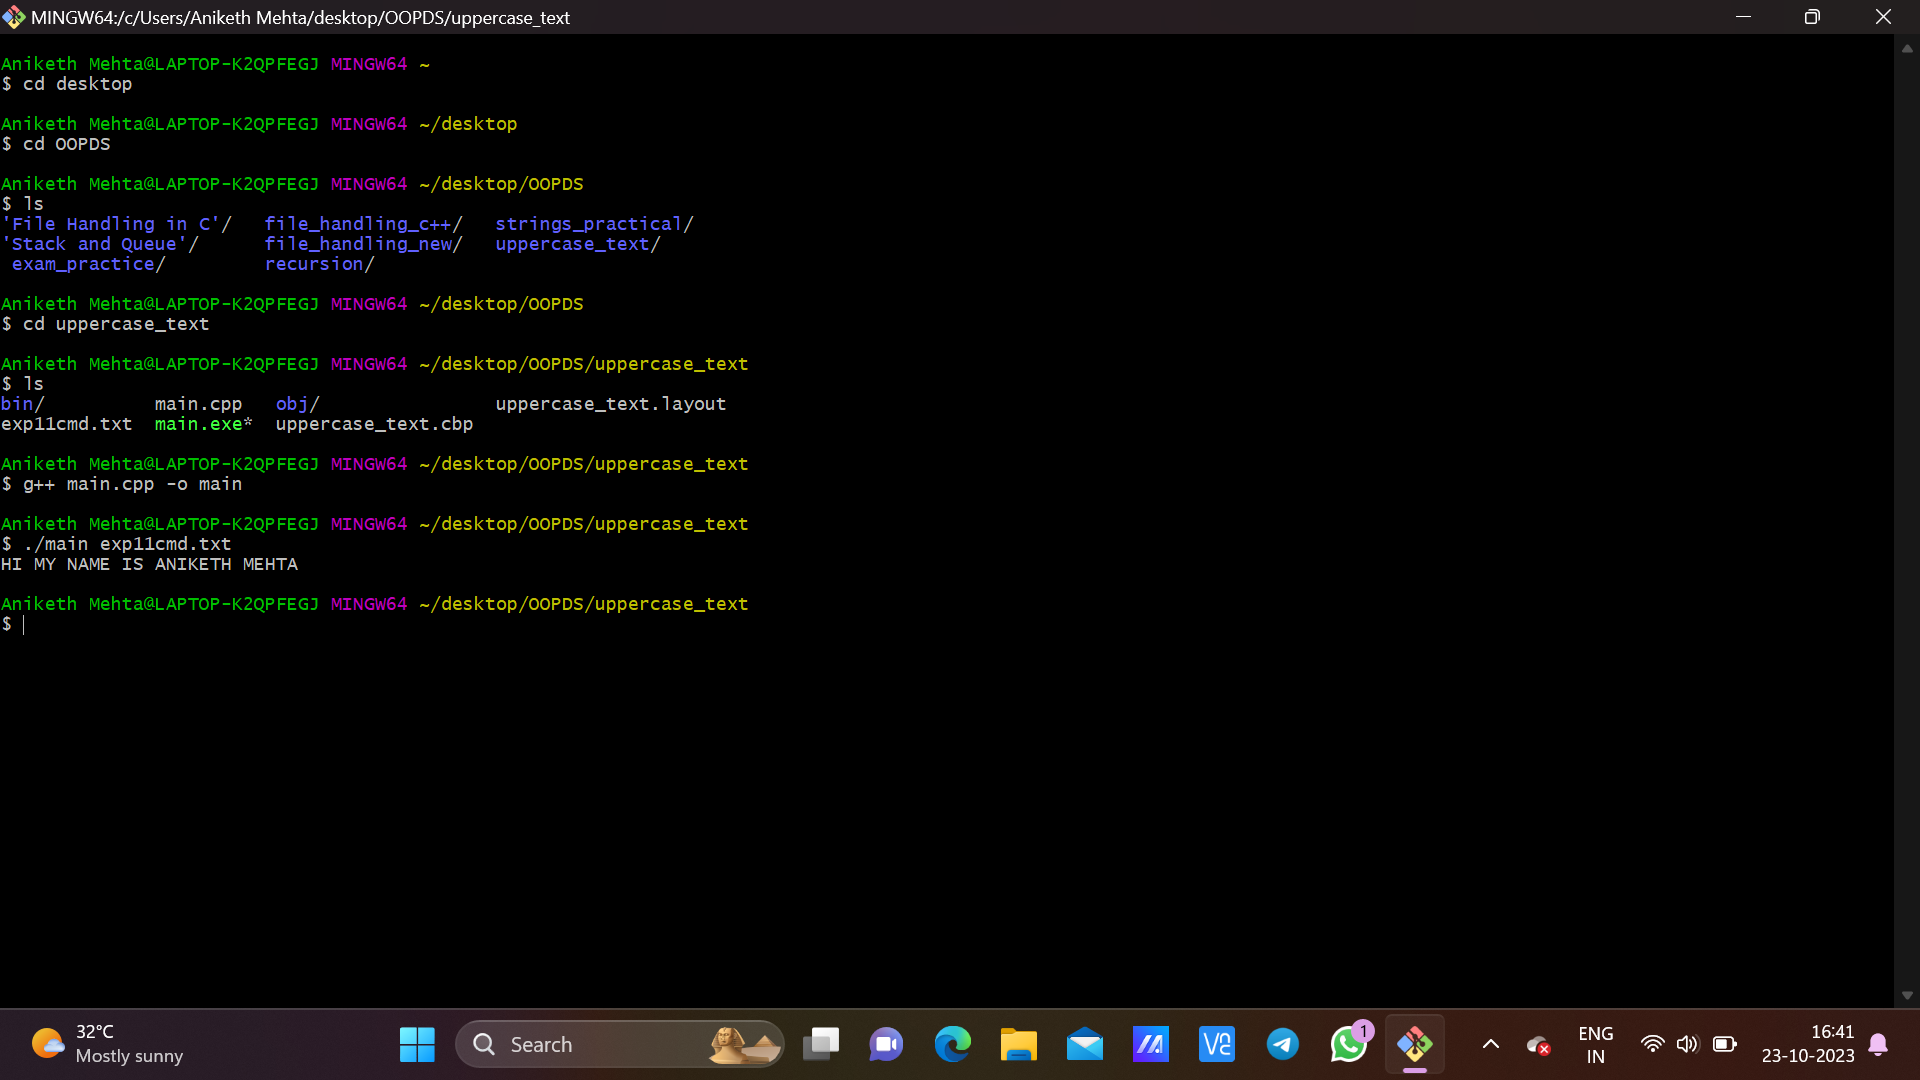 MINGW64:/c/Users/Aniketh Mehta/desktop/OOPDS/uppercase_text
Aniketh Mehta@LAPTOP-K2QPFEGJ MINGW64 ~
$ cd desktop
Aniketh Mehta@LAPTOP-K2QPFEGJ MINGW64 ~/desktop
$ cd OOPDS
Aniketh Mehta@LAPTOP-K2QPFEGJ MINGW64 ~/desktop/OOPDS
$ ls
'File Handling in C'/   file_handling_c++/   strings_practical/
'Stack and Queue'/      file_handling_new/   uppercase_text/
 exam_practice/         recursion/
Aniketh Mehta@LAPTOP-K2QPFEGJ MINGW64 ~/desktop/OOPDS
$ cd uppercase_text
Aniketh Mehta@LAPTOP-K2QPFEGJ MINGW64 ~/desktop/OOPDS/uppercase_text
$ ls
bin/          main.cpp   obj/                uppercase_text.layout
exp11cmd.txt  main.exe*  uppercase_text.cbp
Aniketh Mehta@LAPTOP-K2QPFEGJ MINGW64 ~/desktop/OOPDS/uppercase_text
$ g++ main.cpp -o main
Aniketh Mehta@LAPTOP-K2QPFEGJ MINGW64 ~/desktop/OOPDS/uppercase_text
$ ./main exp11cmd.txt
HI MY NAME IS ANIKETH MEHTA
Aniketh Mehta@LAPTOP-K2QPFEGJ MINGW64 ~/desktop/OOPDS/uppercase_text
$
32°C
Mostly sunny
Search
1
ENG
IN
16:41
23-10-2023